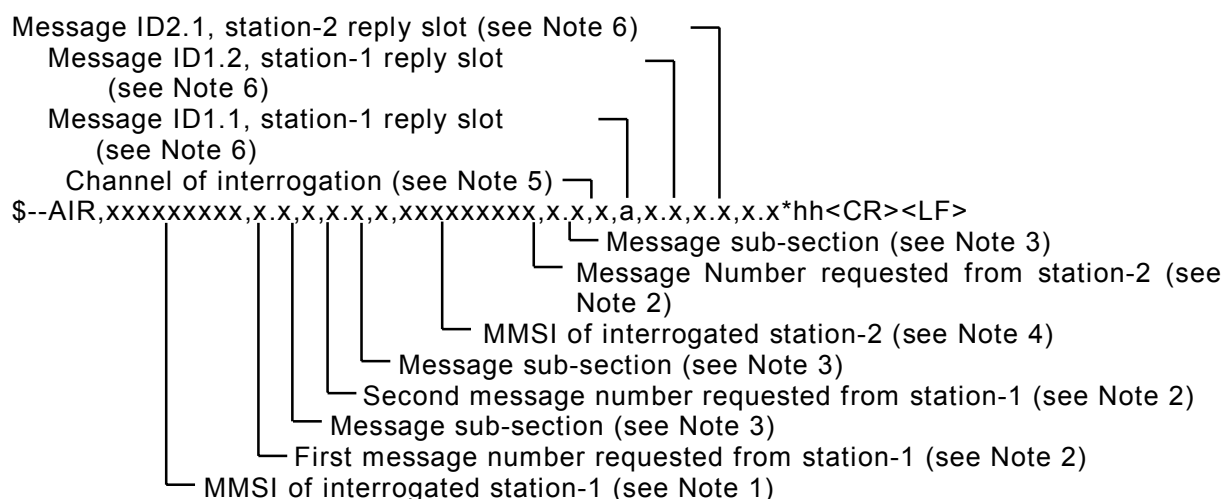 Message ID2.1, station-2 reply slot (see Note 6)
Message ID1.2, station-1 reply slot
(see Note 6)
Message ID1.1, station-1 reply slot
(see Note 6)
Channel of interrogation (see Note 5)
$--AIR,xxxxxxxxx,x.x,x,x.x,x,xxxxxxxxx,x.x,x,a,x.x,x.x,x.x*hh<CR><LF>
Message sub-section (see Note 3)
Message Number requested from station-2 (see
Note 2)
MMSI of interrogated station-2 (see Note 4)
Message sub-section (see Note 3)
Second message number requested from station-1 (see Note 2)
Message sub-section (see Note 3)
First message number requested from station-1 (see Note 2)
MMSI of interrogated station-1 (see Note 1)